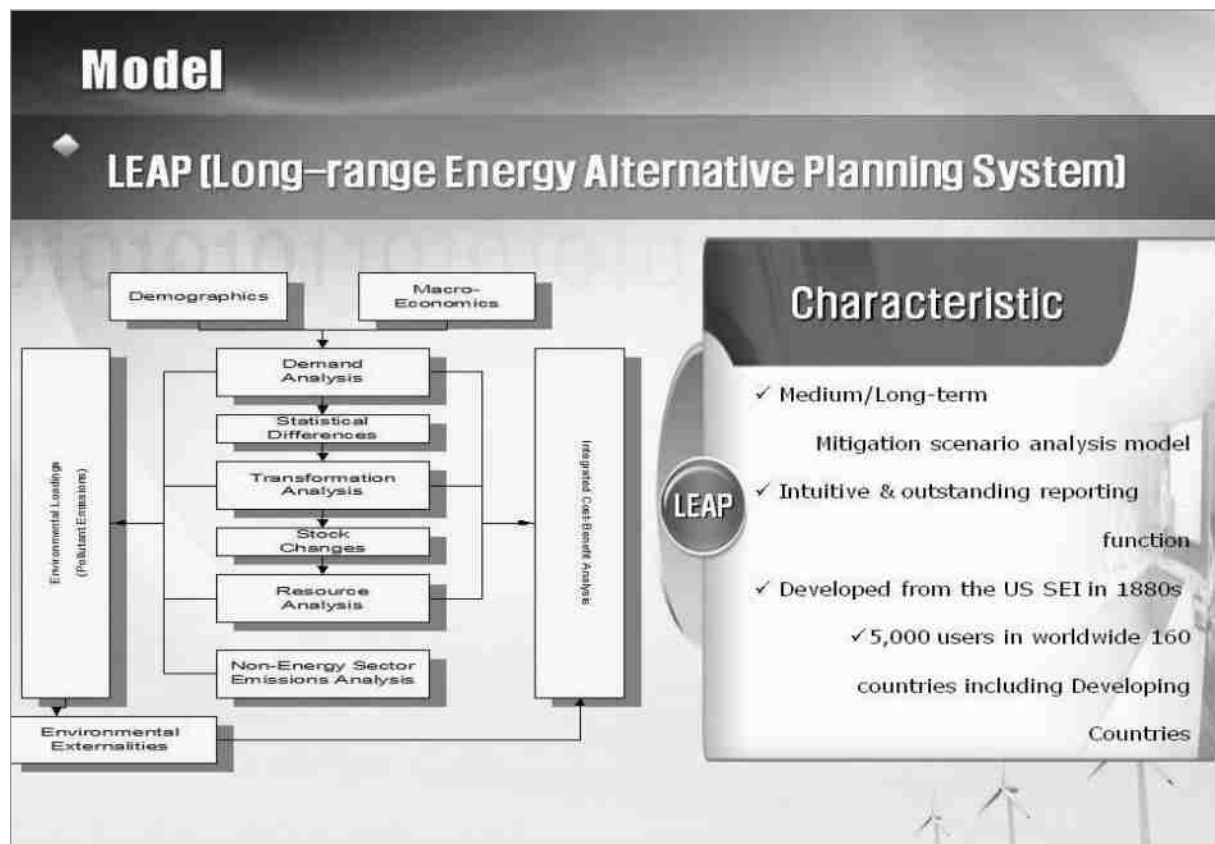 Model
LEAP (Long-range Energy Alternative Planning System)
Demographics
Macro-
Economics
Demand
Analysis
Statistical
Differences
Transformation
Analysis
Stock
Changes
Resource
Analysis
Non-Energy Sector
Emissions Analysis
Environmental Loadings
(Pollutant Emissions)
Integrated Cost-Benefit Analysis
Environmental
Externalities
LEAP
Characteristic
✓ Medium/Long-term
Mitigation scenario analysis model
✓ Intuitive & outstanding reporting
function
✓ Developed from the US SEI in 1880s
✓5,000 users in worldwide 160
countries including Developing
Countries